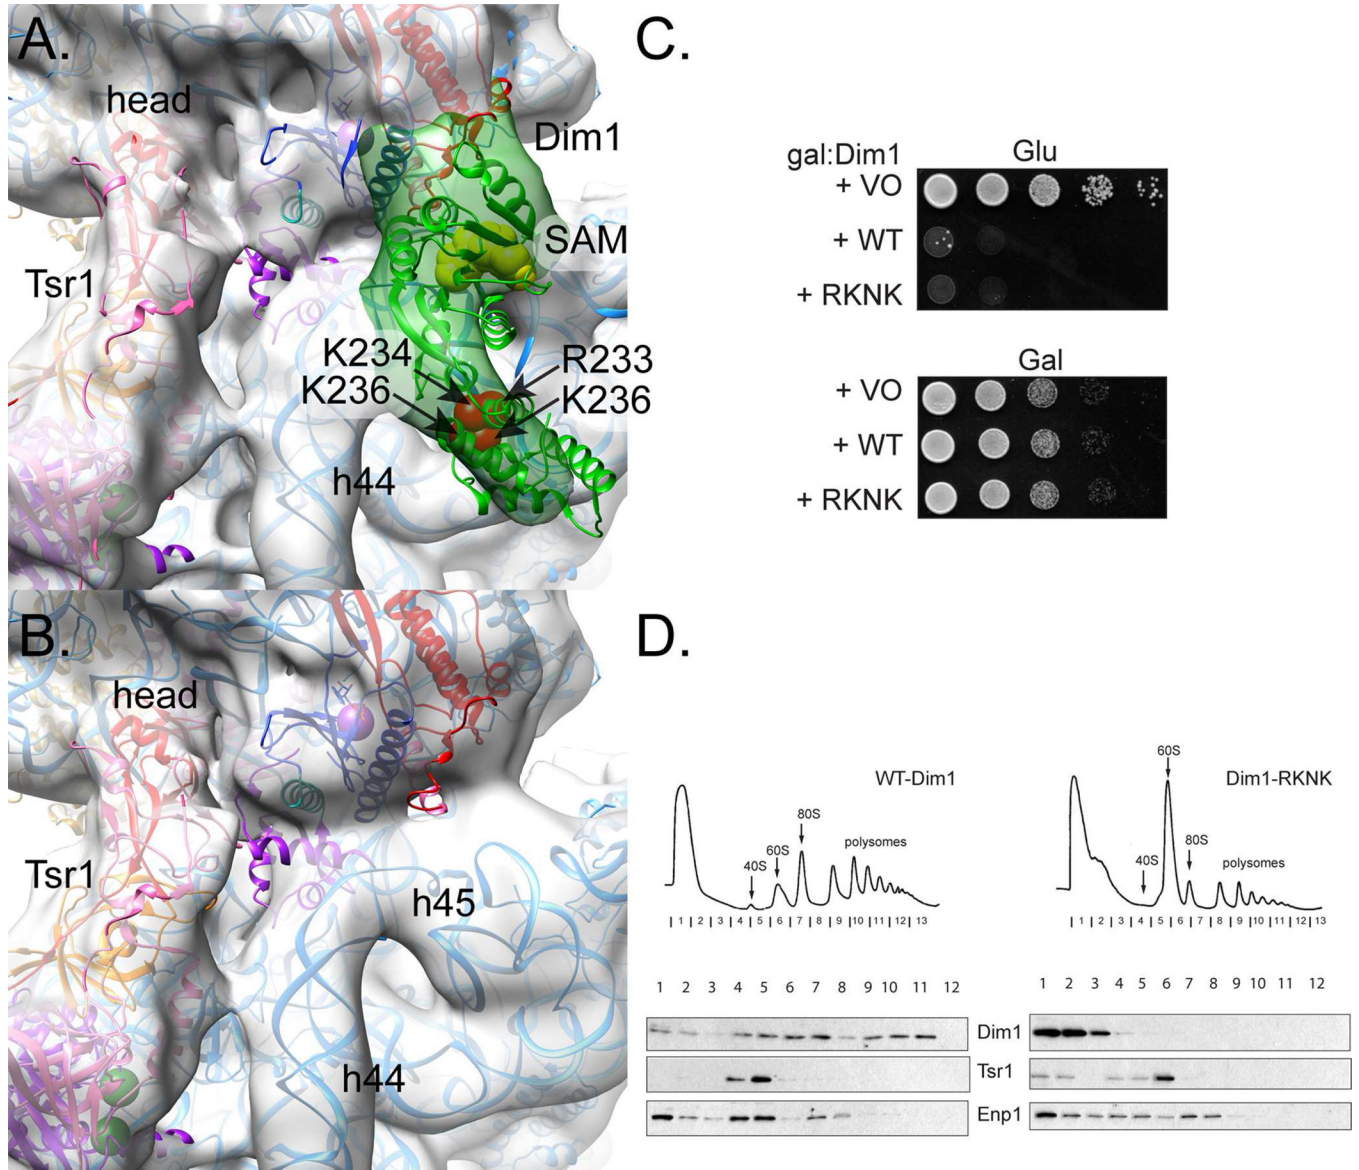 A.
head
Dim1
SAM
Tsr1
K234
R233
K236
K236
h44
B.
head
Tsr1
h45
h44
C.
gal:Dim1
Glu
+ VO
+ WT
+ RKNK
Gal
+ VO
+ WT
+ RKNK
D.
WT-Dim1
40S
60S
80S
polysomes
1 2 3 4 5 6 7 8 9 10 11 12 13
Dim1-RKNK
40S
60S
80S
polysomes
1 2 3 4 5 6 7 8 9 10 11 12 13
1 2 3 4 5 6 7 8 9 10 11 12
1 2 3 4 5 6 7 8 9 10 11 12
Dim1
Tsr1
Enp1